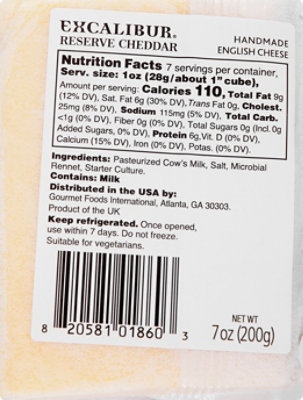 EXCALIBUR®
RESERVE CHEDDAR
HANDMADE
ENGLISH CHEESE
Nutrition Facts 7 servings per container,
Serv. size: 1oz (28g/about 1" cube),
Amount per serving: Calories 110, Total Fat 9g
(12% DV), Sat. Fat 6g (30% DV), Trans Fat 0g, Cholest.
25mg (8% DV), Sodium 115mg (5% DV), Total Carb.
<1g (0% DV), Fiber 0g (0% DV), Total Sugars 0g (Incl. 0g
Added Sugars, 0% DV), Protein 6g, Vit. D (0% DV),
Calcium (15% DV), Iron (0% DV), Potas. (0% DV).
Ingredients: Pasteurized Cow's Milk, Salt, Microbial
Rennet, Starter Culture.
Contains: Milk
Distributed in the USA by:
Gourmet Foods International, Atlanta, GA 30303.
Product of the UK
Keep refrigerated. Once opened,
use within 7 days. Do not freeze.
Suitable for vegetarians.
8 20581 01860 3
NET WT
7oz (200g)